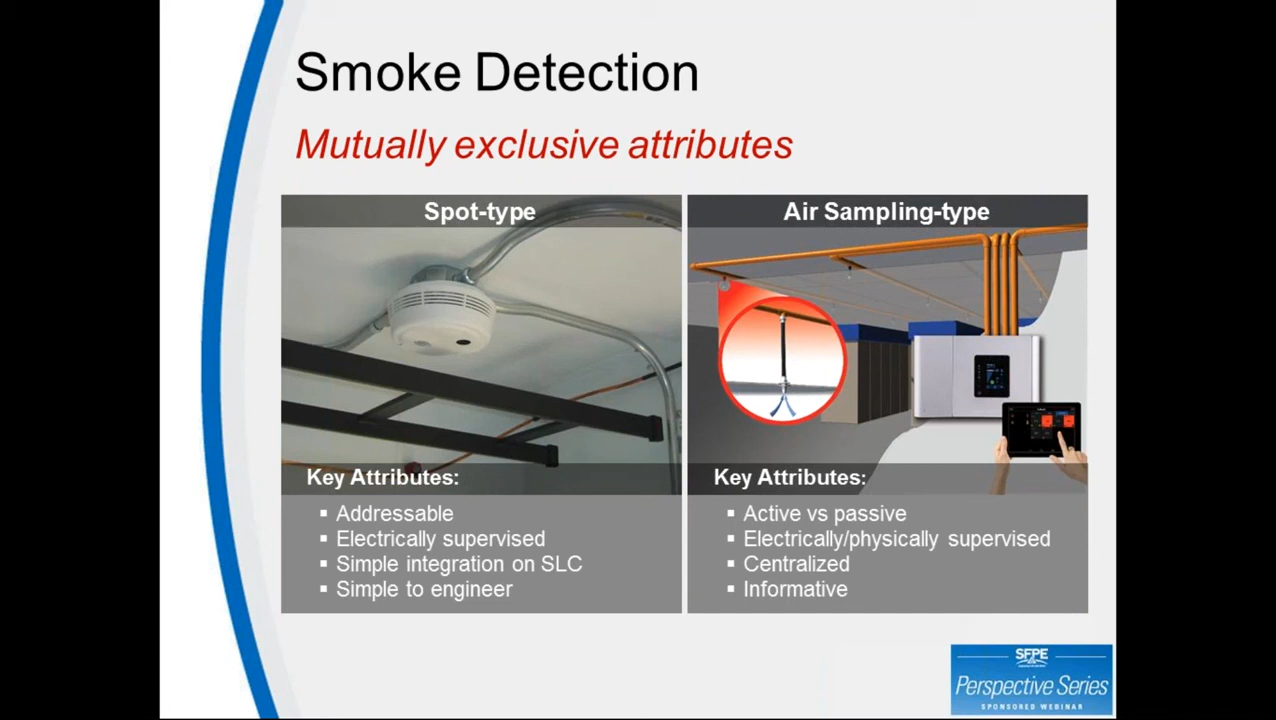 Smoke Detection
Mutually exclusive attributes
Spot-type
Key Attributes:
▪ Addressable
▪ Electrically supervised
▪ Simple integration on SLC
▪ Simple to engineer
Air Sampling-type
Key Attributes:
▪ Active vs passive
▪ Electrically/physically supervised
▪ Centralized
▪ Informative
SFPE
Perspective Series
SPONSORED WEBINAR